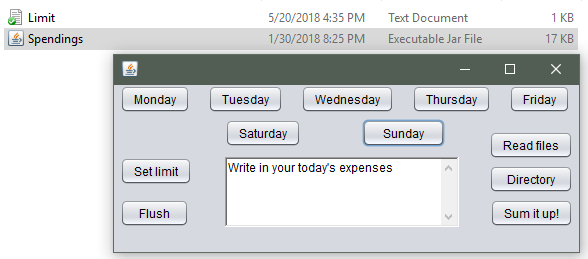 Limit 5/20/2018 4:35 PM Text Document 1 KB
Spendings 1/30/2018 8:25 PM Executable Jar File 17 KB
Monday Tuesday Wednesday Thursday Friday
Saturday Sunday
Read files
Set limit
Write in your today's expenses
Directory
Flush
Sum it up!